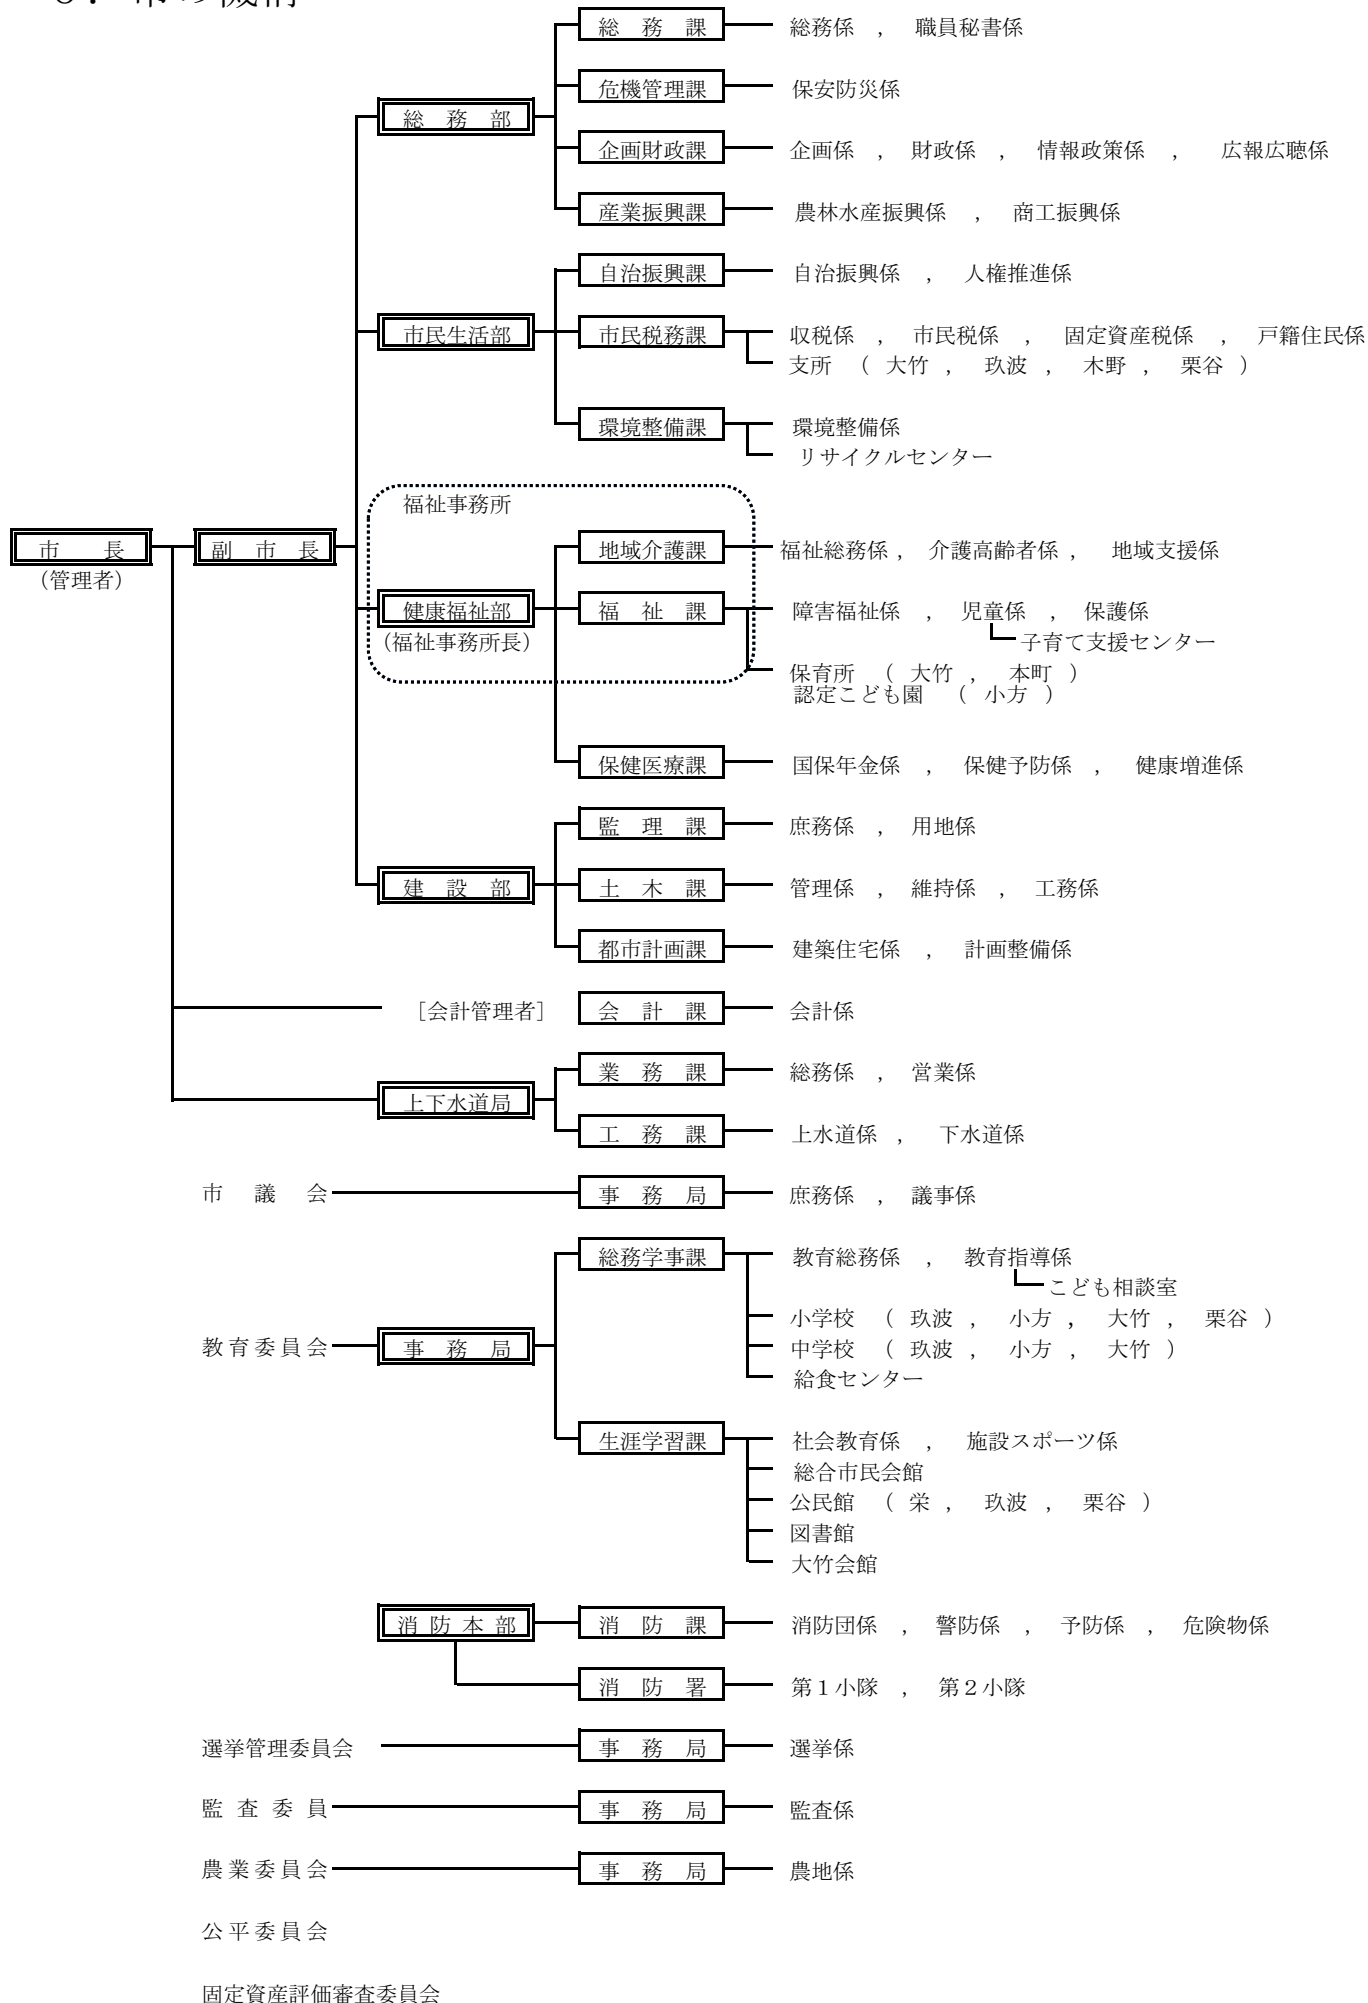 市の機構
総務課 総務係 , 職員秘書係
危機管理課 保安防災係
総務部
企画財政課 企画係 , 財政係 , 情報政策係 , 広報広聴係
産業振興課 農林水産振興係 , 商工振興係
自治振興課 自治振興係 , 人権推進係
市民生活部 市民税務課 収税係 , 市民税係 , 固定資産税係 , 戸籍住民係
支所 ( 大竹 , 玖波 , 木野 , 栗谷 )
環境整備課 環境整備係
リサイクルセンター
福祉事務所
市長 副市長 地域介護課 福祉総務係 , 介護高齢者係 , 地域支援係
(管理者)
健康福祉部 福祉課 障害福祉係 , 児童係 , 保護係
(福祉事務所長) 子育て支援センター
保育所 ( 大竹 , 本町 )
認定こども園 ( 小方 )
保健医療課 国保年金係 , 保健予防係 , 健康増進係
監理課 庶務係 , 用地係
建設部 土木課 管理係 , 維持係 , 工務係
都市計画課 建築住宅係 , 計画整備係
[会計管理者] 会計課 会計係
業務課 総務係 , 営業係
上下水道局
工務課 上水道係 , 下水道係
市議会 事務局 庶務係 , 議事係
総務学事課 教育総務係 , 教育指導係
こども相談室
小学校 ( 玖波 , 小方 , 大竹 , 栗谷 )
教育委員会 事務局 中学校 ( 玖波 , 小方 , 大竹 )
給食センター
生涯学習課 社会教育係 , 施設スポーツ係
総合市民会館
公民館 ( 栄 , 玖波 , 栗谷 )
図書館
大竹会館
消防本部 消防課 消防団係 , 警防係 , 予防係 , 危険物係
消防署 第1小隊 , 第2小隊
選挙管理委員会 事務局 選挙係
監査委員 事務局 監査係
農業委員会 事務局 農地係
公平委員会
固定資産評価審査委員会